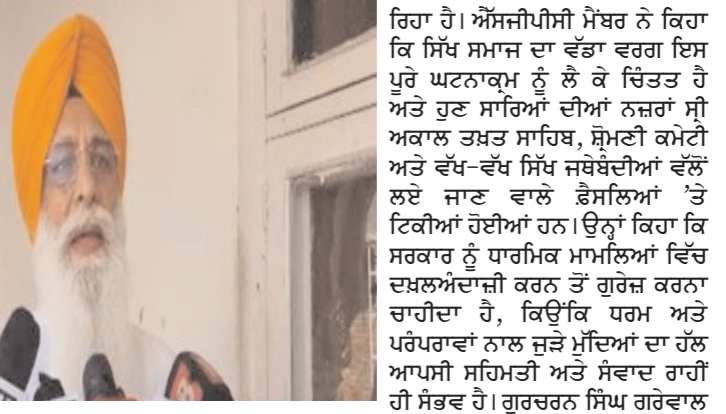 ਰਿਹਾ ਹੈ। ਐੱਸਜੀਪੀਸੀ ਮੈਂਬਰ ਨੇ ਕਿਹਾ
ਕਿ ਸਿੱਖ ਸਮਾਜ ਦਾ ਵੱਡਾ ਵਰਗ ਇਸ
ਪੂਰੇ ਘਟਨਾਕ੍ਰਮ ਨੂੰ ਲੈ ਕੇ ਚਿੰਤਤ ਹੈ
ਅਤੇ ਹੁਣ ਸਾਰਿਆਂ ਦੀਆਂ ਨਜ਼ਰਾਂ ਸ੍ਰੀ
ਅਕਾਲ ਤਖ਼ਤ ਸਾਹਿਬ, ਸ਼੍ਰੋਮਣੀ ਕਮੇਟੀ
ਅਤੇ ਵੱਖ-ਵੱਖ ਸਿੱਖ ਜਥੇਬੰਦੀਆਂ ਵੱਲੋਂ
ਲਏ ਜਾਣ ਵਾਲੇ ਫ਼ੈਸਲਿਆਂ ’ਤੇ
ਟਿਕੀਆਂ ਹੋਈਆਂ ਹਨ। ਉਨ੍ਹਾਂ ਕਿਹਾ ਕਿ
ਸਰਕਾਰ ਨੂੰ ਧਾਰਮਿਕ ਮਾਮਲਿਆਂ ਵਿੱਚ
ਦਖ਼ਲਅੰਦਾਜ਼ੀ ਕਰਨ ਤੋਂ ਗੁਰੇਜ਼ ਕਰਨਾ
ਚਾਹੀਦਾ ਹੈ, ਕਿਉਂਕਿ ਧਰਮ ਅਤੇ
ਪਰੰਪਰਾਵਾਂ ਨਾਲ ਜੁੜੇ ਮੁੱਦਿਆਂ ਦਾ ਹੱਲ
ਆਪਸੀ ਸਹਿਮਤੀ ਅਤੇ ਸੰਵਾਦ ਰਾਹੀਂ
ਹੀ ਸੰਭਵ ਹੈ। ਗੁਰਚਰਨ ਸਿੰਘ ਗਰੇਵਾਲ